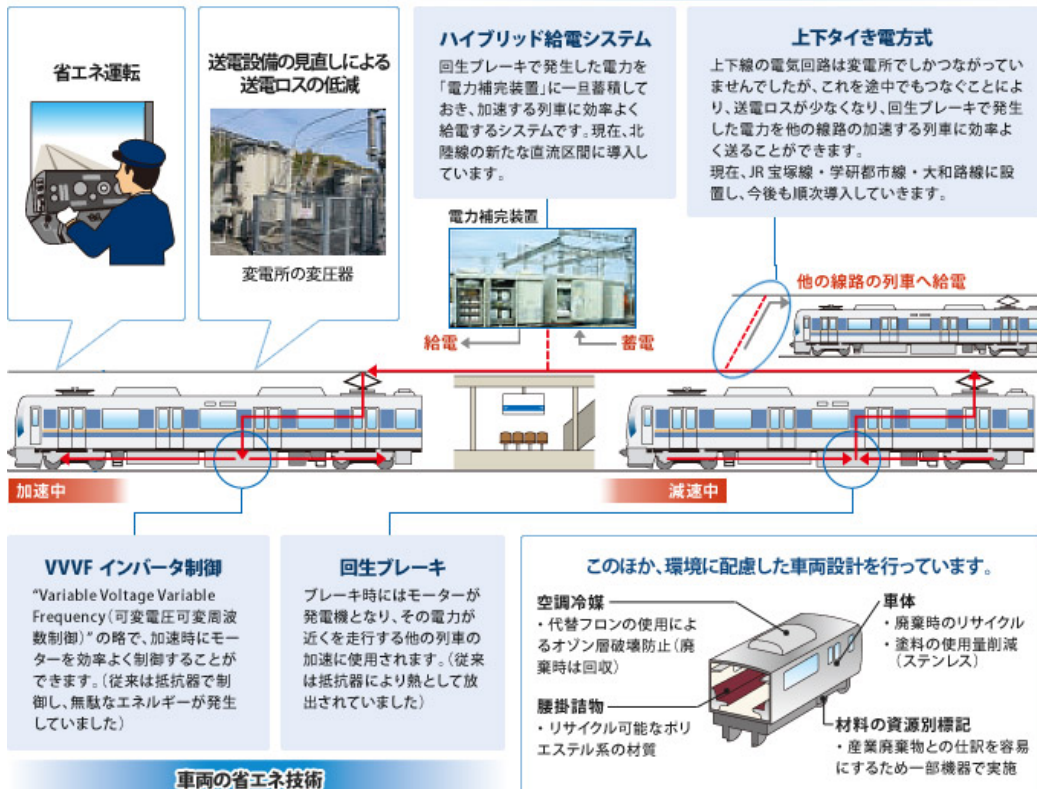 省エネ運転
送電設備の見直しによる
送電ロスの低減
変電所の変圧器
ハイブリッド給電システム
回生ブレーキで発生した電力を
「電力補完装置」に一旦蓄積して
おき、加速する列車に効率よく
給電するシステムです。現在、北
陸線の新たな直流区間に導入し
ています。
電力補完装置
給電
蓄電
上下タイき電方式
上下線の電気回路は変電所でしかつながってい
ませんでしたが、これを途中でもつなぐことによ
り、送電ロスが少なくなり、回生ブレーキで発生
した電力を他の線路の加速する列車に効率よ
く送ることができます。
現在、JR宝塚線・学研都市線・大和路線に設
置し、今後も順次導入していきます。
他の線路の列車へ給電
加速中
減速中
VVVF インバータ制御
"Variable Voltage Variable
Frequency(可変電圧可変周波
数制御)"の略で、加速時にモー
ターを効率よく制御することが
できます。(従来は抵抗器で制
御し、無駄なエネルギーが発生
していました)
回生ブレーキ
ブレーキ時にはモーターが
発電機となり、その電力が
近くを走行する他の列車の
加速に使用されます。(従来
は抵抗器により熱として放
出されていました)
車両の省エネ技術
このほか、環境に配慮した車両設計を行っています。
空調冷媒
・代替フロンの使用によ
るオゾン層破壊防止(廃
棄時は回収)
腰掛詰物
・リサイクル可能なポリ
エステル系の材質
車体
・廃棄時のリサイクル
・塗料の使用量削減
(ステンレス)
材料の資源別標記
・産業廃棄物との仕訳を容易
にするため一部機器で実施